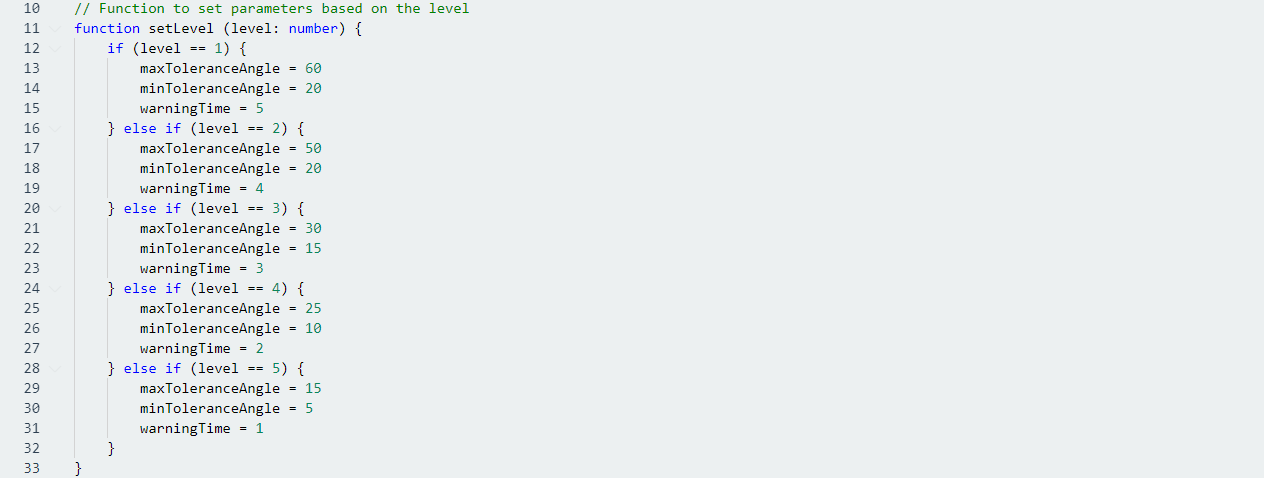 10 // Function to set parameters based on the level
11 function setLevel (level: number) {
12     if (level == 1) {
13         maxToleranceAngle = 60
14         minToleranceAngle = 20
15         warningTime = 5
16     } else if (level == 2) {
17         maxToleranceAngle = 50
18         minToleranceAngle = 20
19         warningTime = 4
20     } else if (level == 3) {
21         maxToleranceAngle = 30
22         minToleranceAngle = 15
23         warningTime = 3
24     } else if (level == 4) {
25         maxToleranceAngle = 25
26         minToleranceAngle = 10
27         warningTime = 2
28     } else if (level == 5) {
29         maxToleranceAngle = 15
30         minToleranceAngle = 5
31         warningTime = 1
32     }
33 }